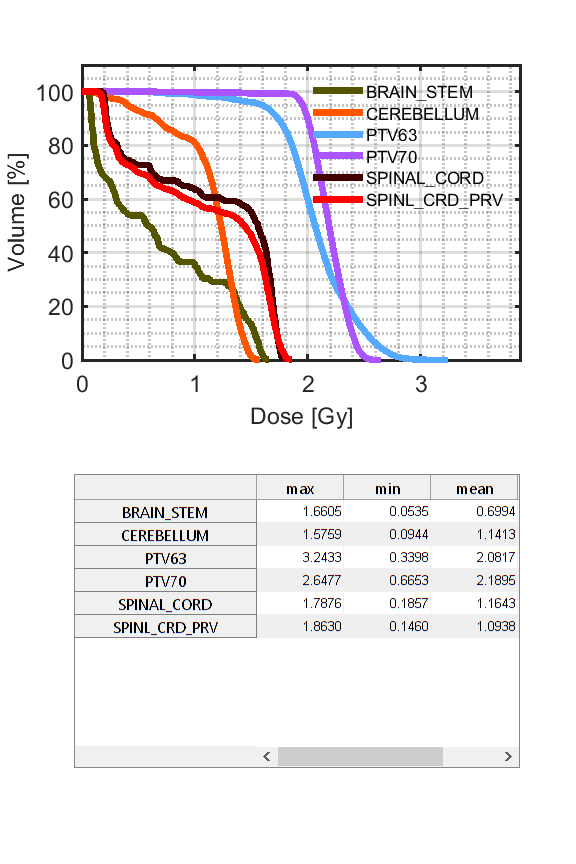 100
80
60
40
20
0
Volume [%]
BRAIN_STEM
CEREBELLUM
PTV63
PTV70
SPINAL_CORD
SPINL_CRD_PRV
0 1 2 3
Dose [Gy]
max min mean
BRAIN_STEM 1.6605 0.0535 0.6994
CEREBELLUM 1.5759 0.0944 1.1413
PTV63 3.2433 0.3398 2.0817
PTV70 2.6477 0.6653 2.1895
SPINAL_CORD 1.7876 0.1857 1.1643
SPINL_CRD_PRV 1.8630 0.1460 1.0938